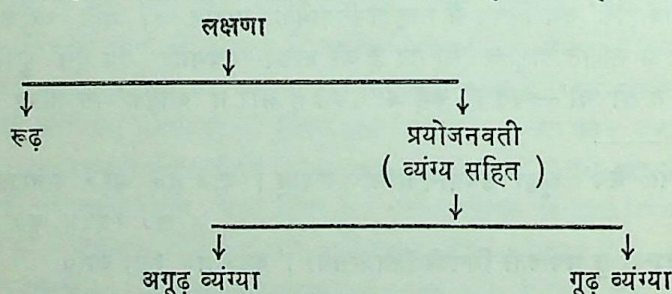 लक्षणा
रूढ़ प्रयोजनवती
( व्यंग्य सहित )
अगूढ़ व्यंग्या गूढ़ व्यंग्या